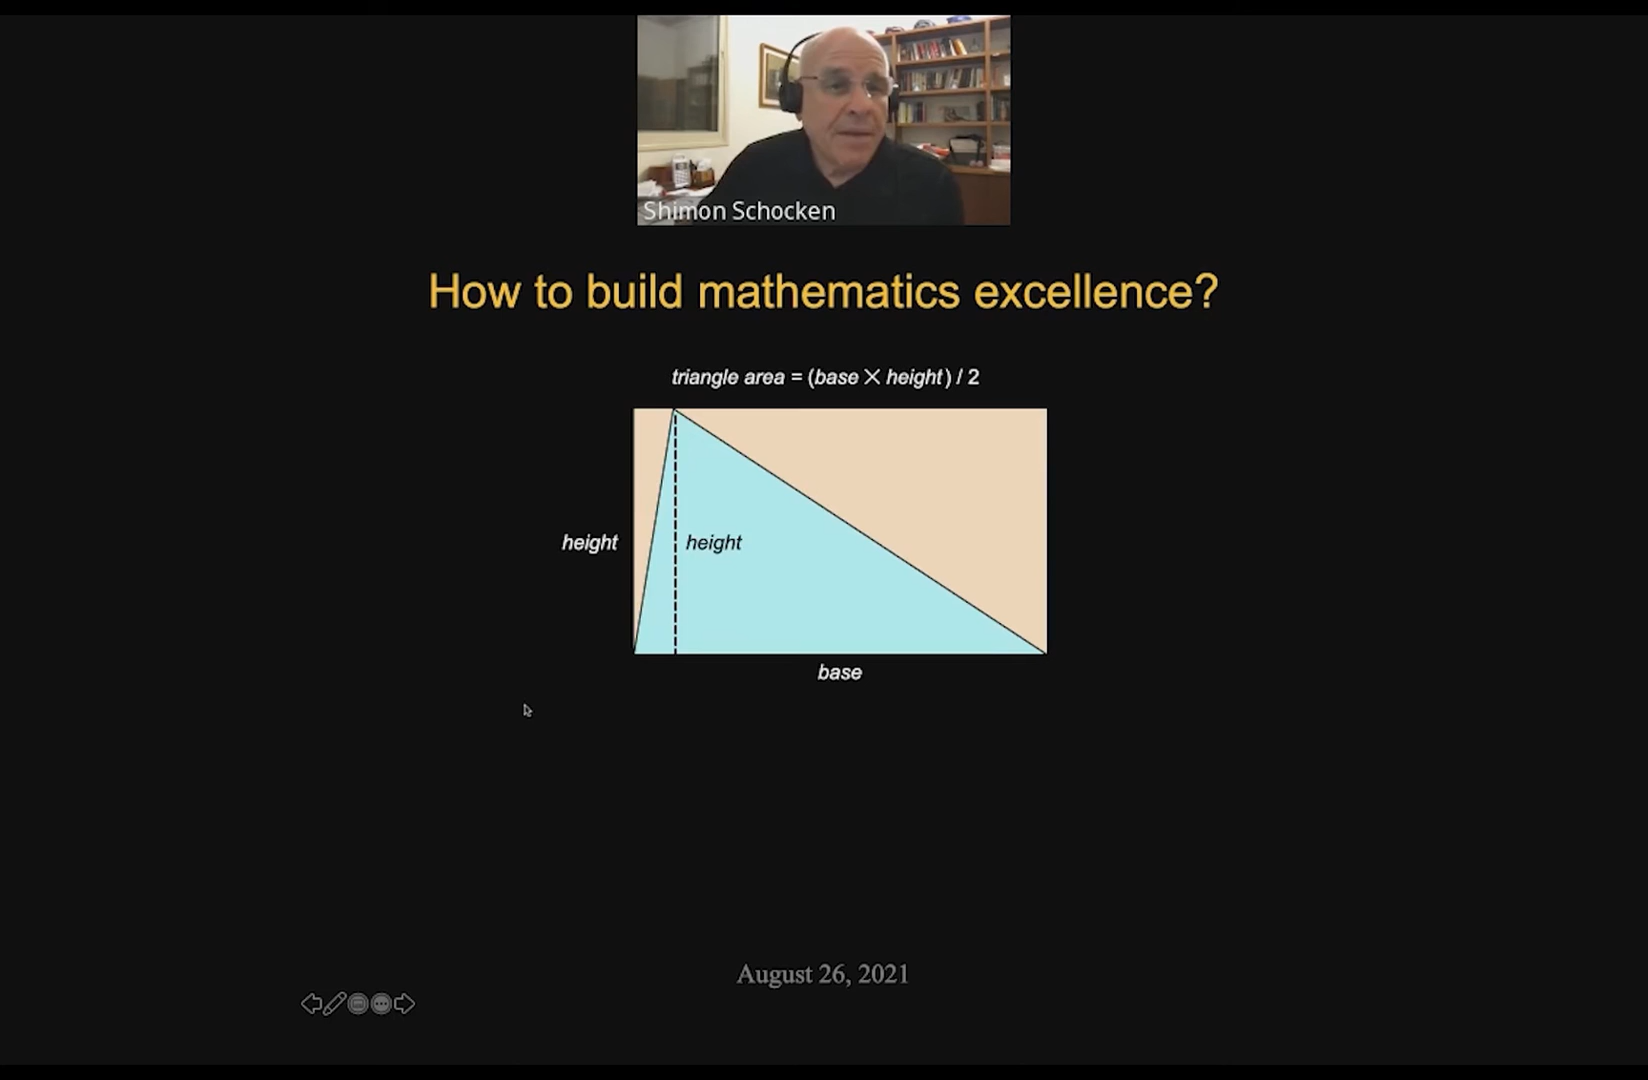 Shimon Schocken
How to build mathematics excellence?
triangle area = (base × height) / 2
height
height
base
August 26, 2021